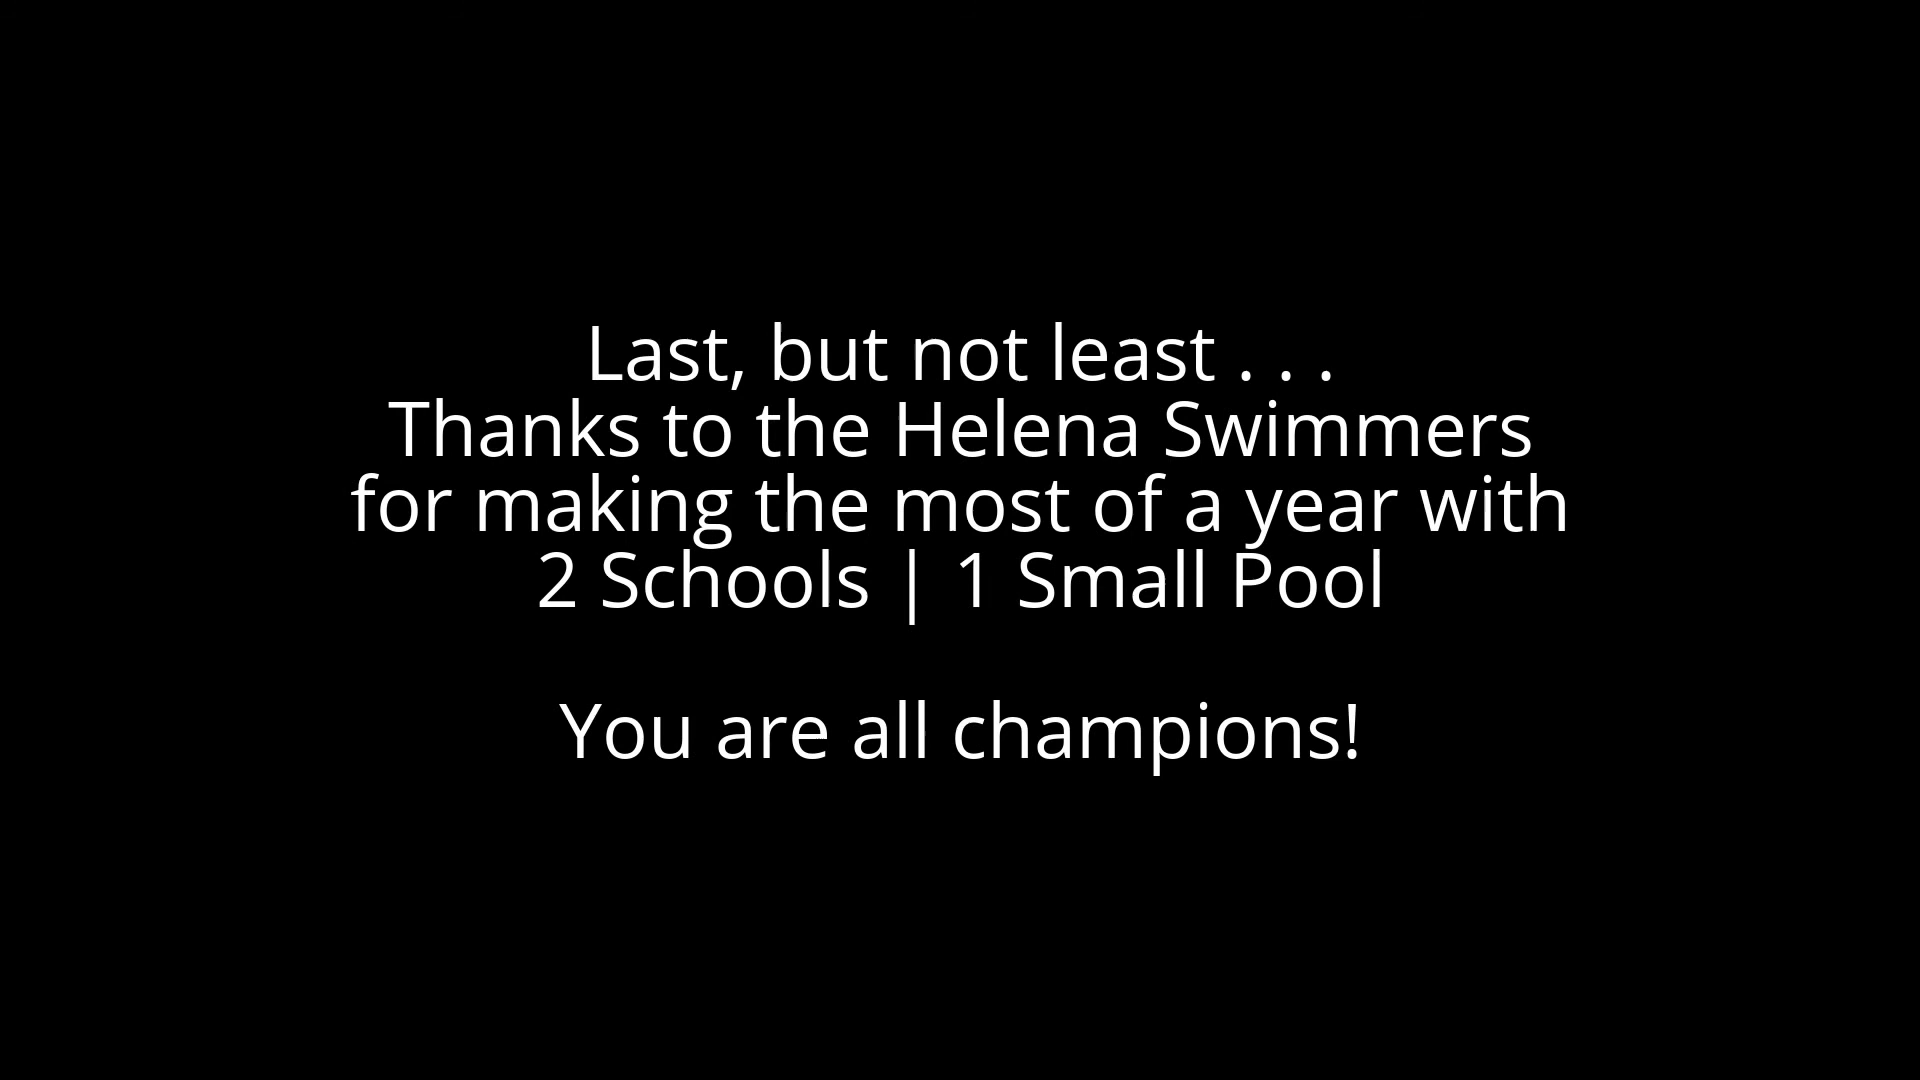 Last, but not least . . .
Thanks to the Helena Swimmers
for making the most of a year with
2 Schools | 1 Small Pool
You are all champions!